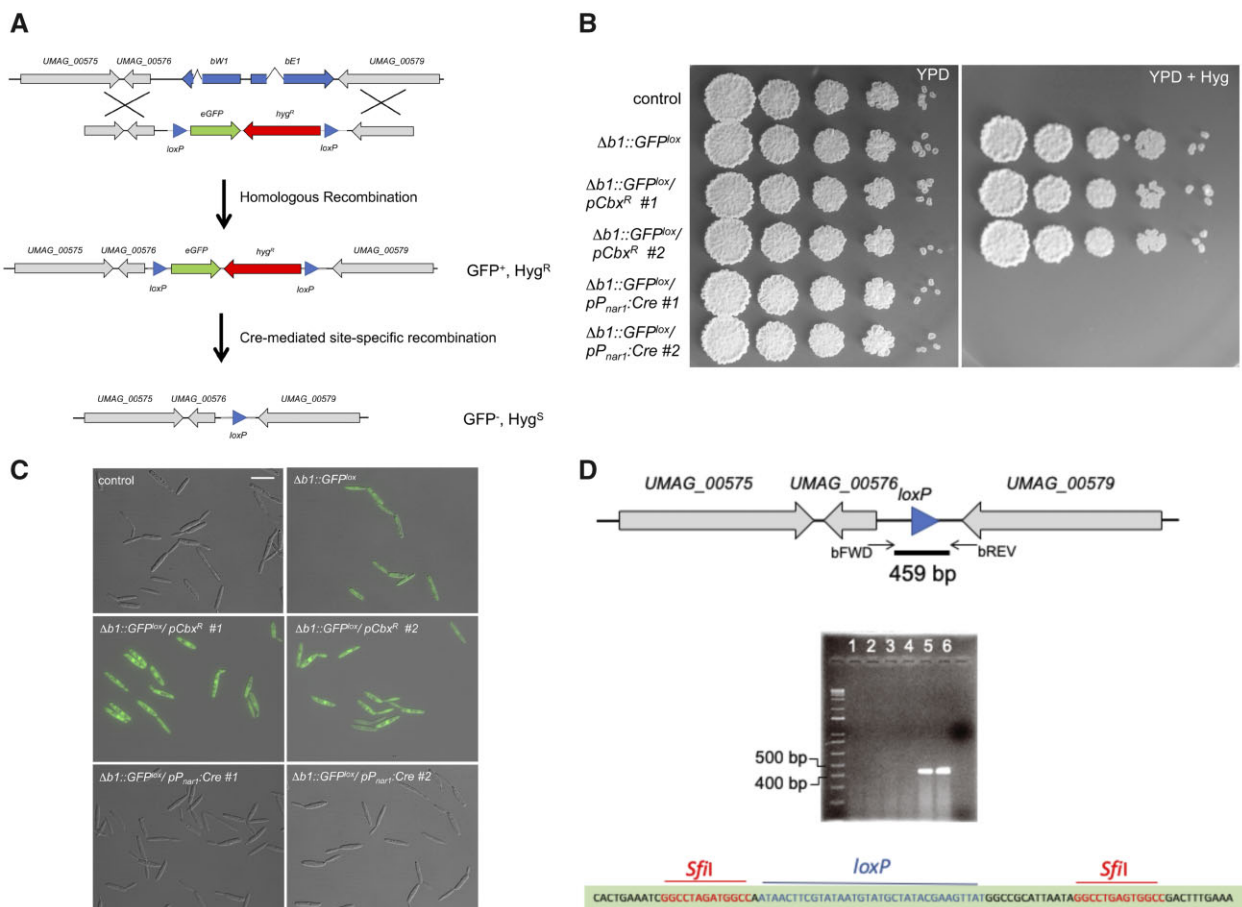 A
UMAG_00575 UMAG_00576 bW1 bE1 UMAG_00579
eGFP hygᴿ
loxP loxP
Homologous Recombination
UMAG_00575 UMAG_00576 eGFP hygᴿ UMAG_00579
loxP loxP
GFP⁺, Hygᴿ
Cre-mediated site-specific recombination
UMAG_00575 UMAG_00576 UMAG_00579
loxP
GFP⁻, Hygˢ
B
YPD YPD + Hyg
control
Δb1::GFPˡᵒˣ
Δb1::GFPˡᵒˣ/
pCbxᴿ #1
Δb1::GFPˡᵒˣ/
pCbxᴿ #2
Δb1::GFPˡᵒˣ/
pPₙₐᵣ₁:Cre #1
Δb1::GFPˡᵒˣ/
pPₙₐᵣ₁:Cre #2
C
control Δb1::GFPˡᵒˣ
Δb1::GFPˡᵒˣ/ pCbxᴿ #1 Δb1::GFPˡᵒˣ/ pCbxᴿ #2
Δb1::GFPˡᵒˣ/ pPₙₐᵣ₁:Cre #1 Δb1::GFPˡᵒˣ/ pPₙₐᵣ₁:Cre #2
D
UMAG_00575 UMAG_00576 loxP UMAG_00579
bFWD bREV
459 bp
1 2 3 4 5 6
500 bp
400 bp
SfiI loxP SfiI
CACTGAAATCGGCCTAGATGGCCAATAACTTCGTATAATGTATGCTATACGAAGTTATGGCCGCATTAATAGGCCTGAGTGGCCGACTTTGAAA